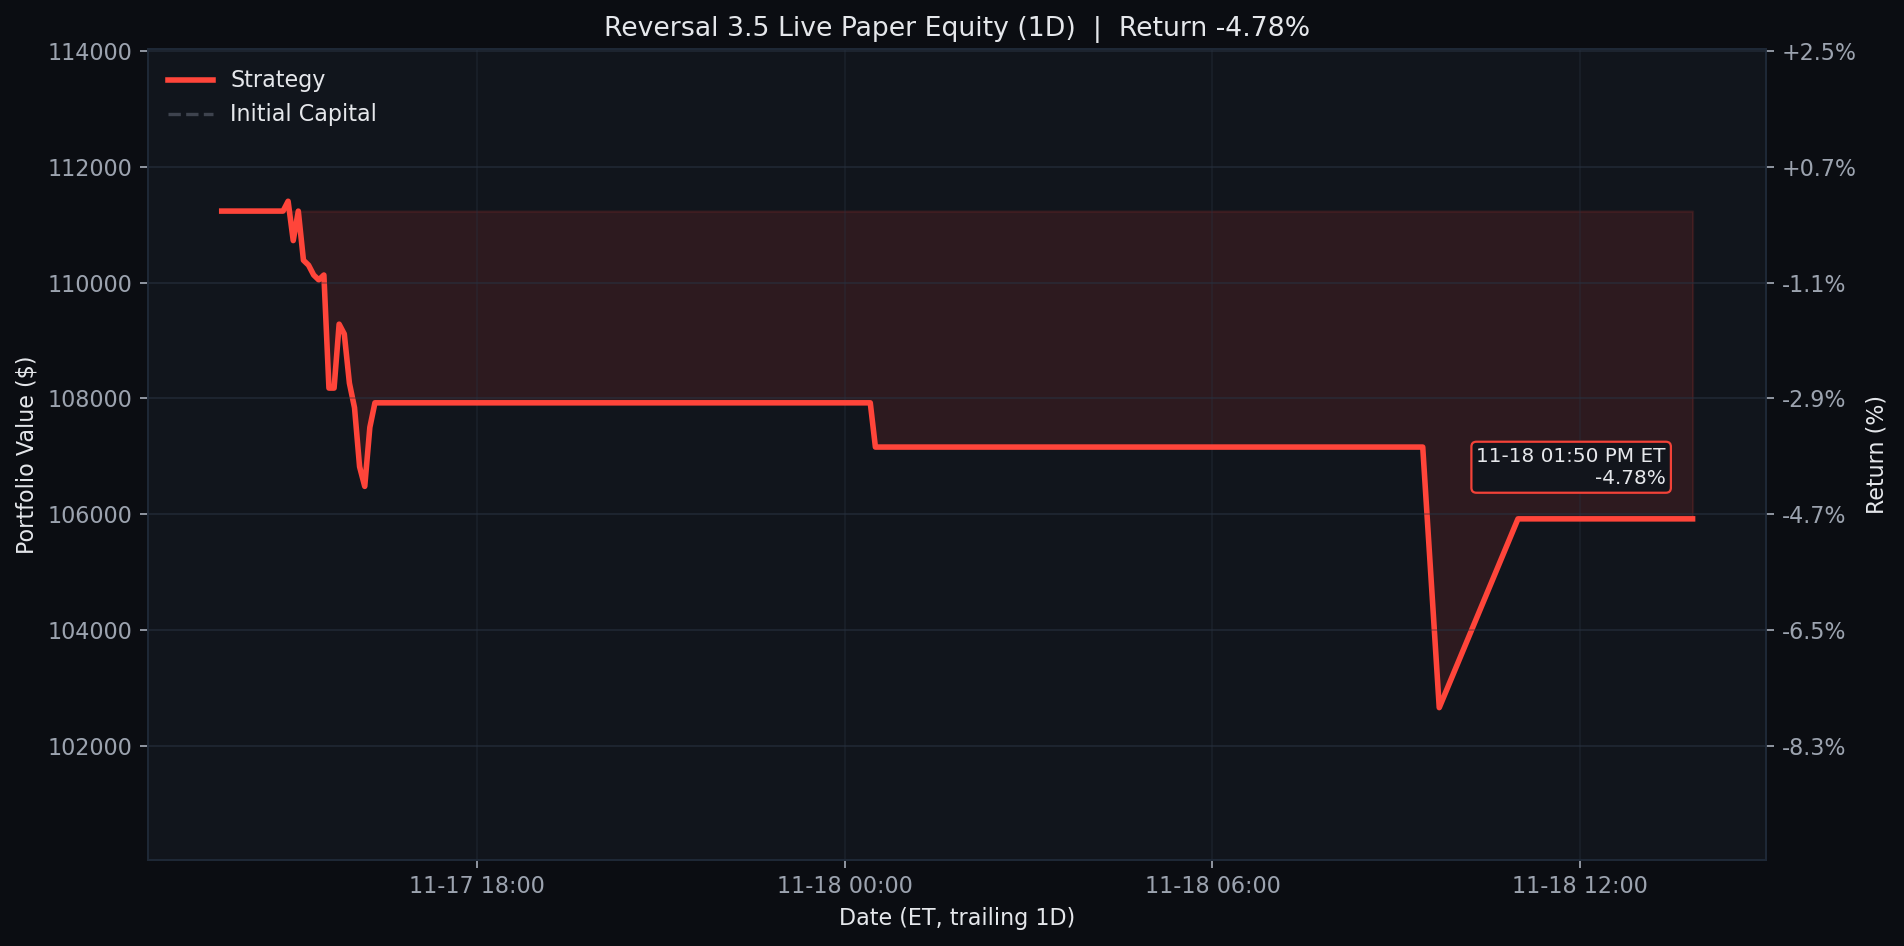 Reversal 3.5 Live Paper Equity (1D) | Return -4.78%
Strategy
Initial Capital
Portfolio Value ($)
114000
112000
110000
108000
106000
104000
102000
+2.5%
+0.7%
-1.1%
-2.9%
-4.7%
-6.5%
-8.3%
Return (%)
11-18 01:50 PM ET
-4.78%
11-17 18:00
11-18 00:00
11-18 06:00
11-18 12:00
Date (ET, trailing 1D)